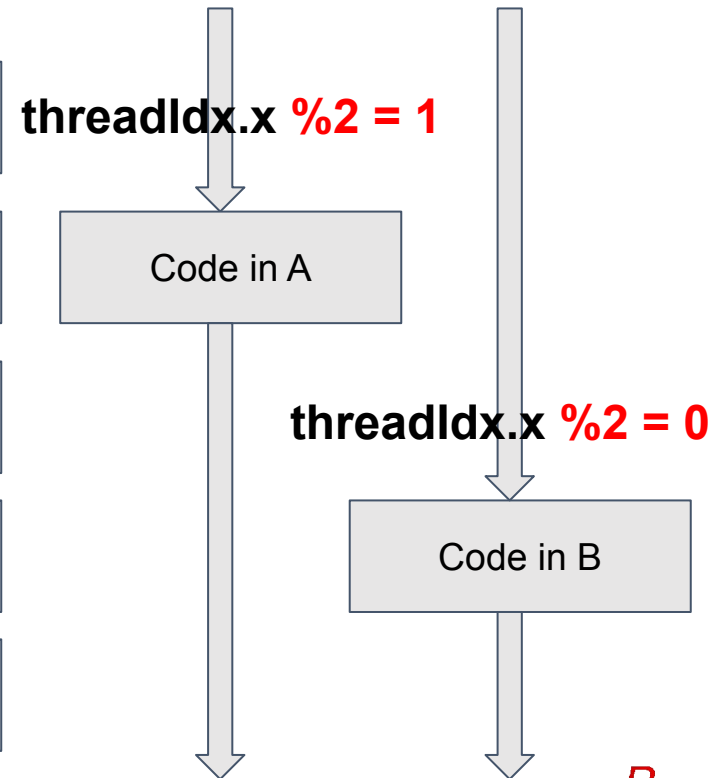 threadIdx.x %2 = 1
Code in A
threadIdx.x %2 = 0
Code in B